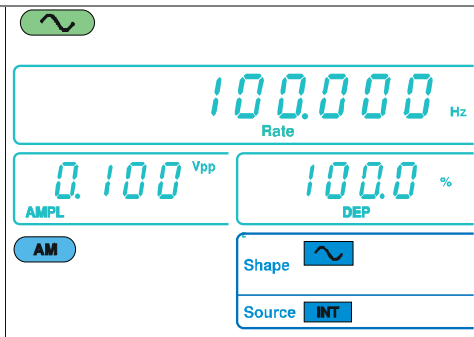 100.000 Hz
Rate
0.100 Vpp
AMPL
100.0 %
DEP
AM
Shape
Source INT